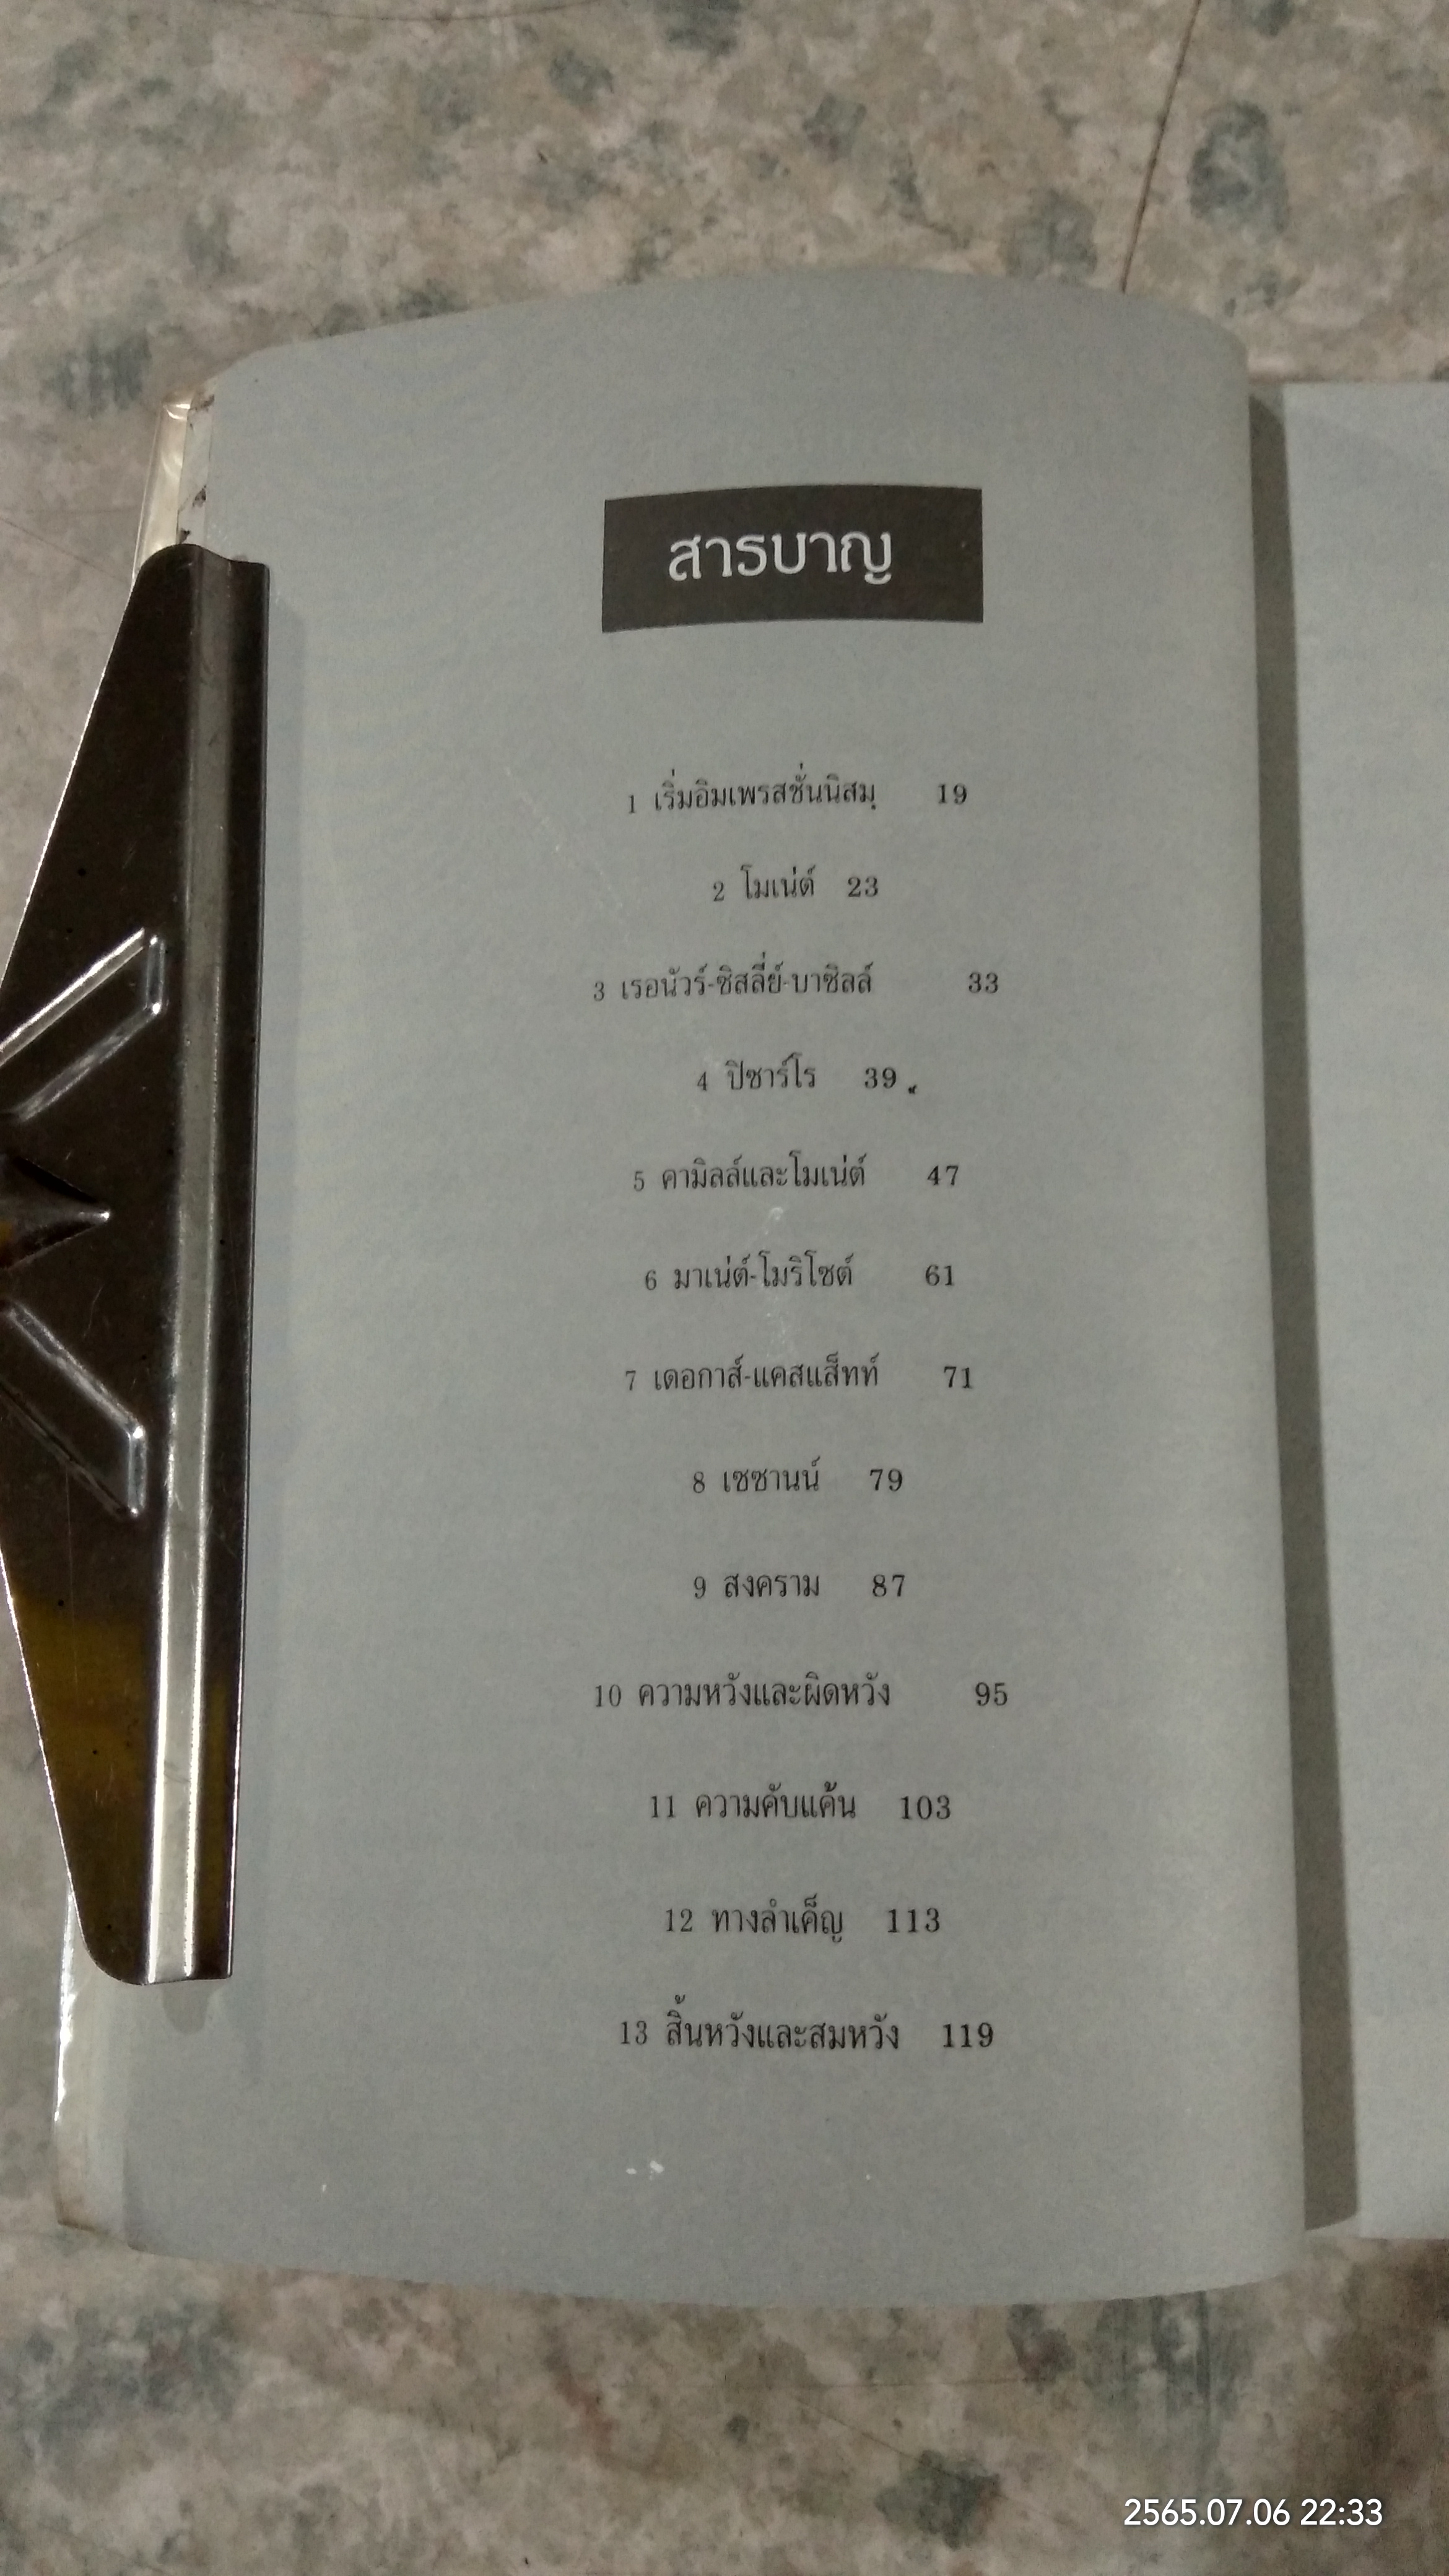 สารบาญ
1 เริ่มอิมเพรสชั่นนิสมฺ 19
2 โมเน่ต์ 23
3 เรอนัวร์-ซิสลี่ย์-บาซิลล์ 33
4 ปิซาร์โร 39
5 คามิลล์และโมเน่ต์ 47
6 มาเน่ต์-โมริโซต์ 61
7 เดอกาส์-แคสแส็ทท์ 71
8 เซซานน์ 79
9 สงคราม 87
10 ความหวังและผิดหวัง 95
11 ความคับแค้น 103
12 ทางลำเค็ญ 113
13 สิ้นหวังและสมหวัง 119
2565.07.06 22:33